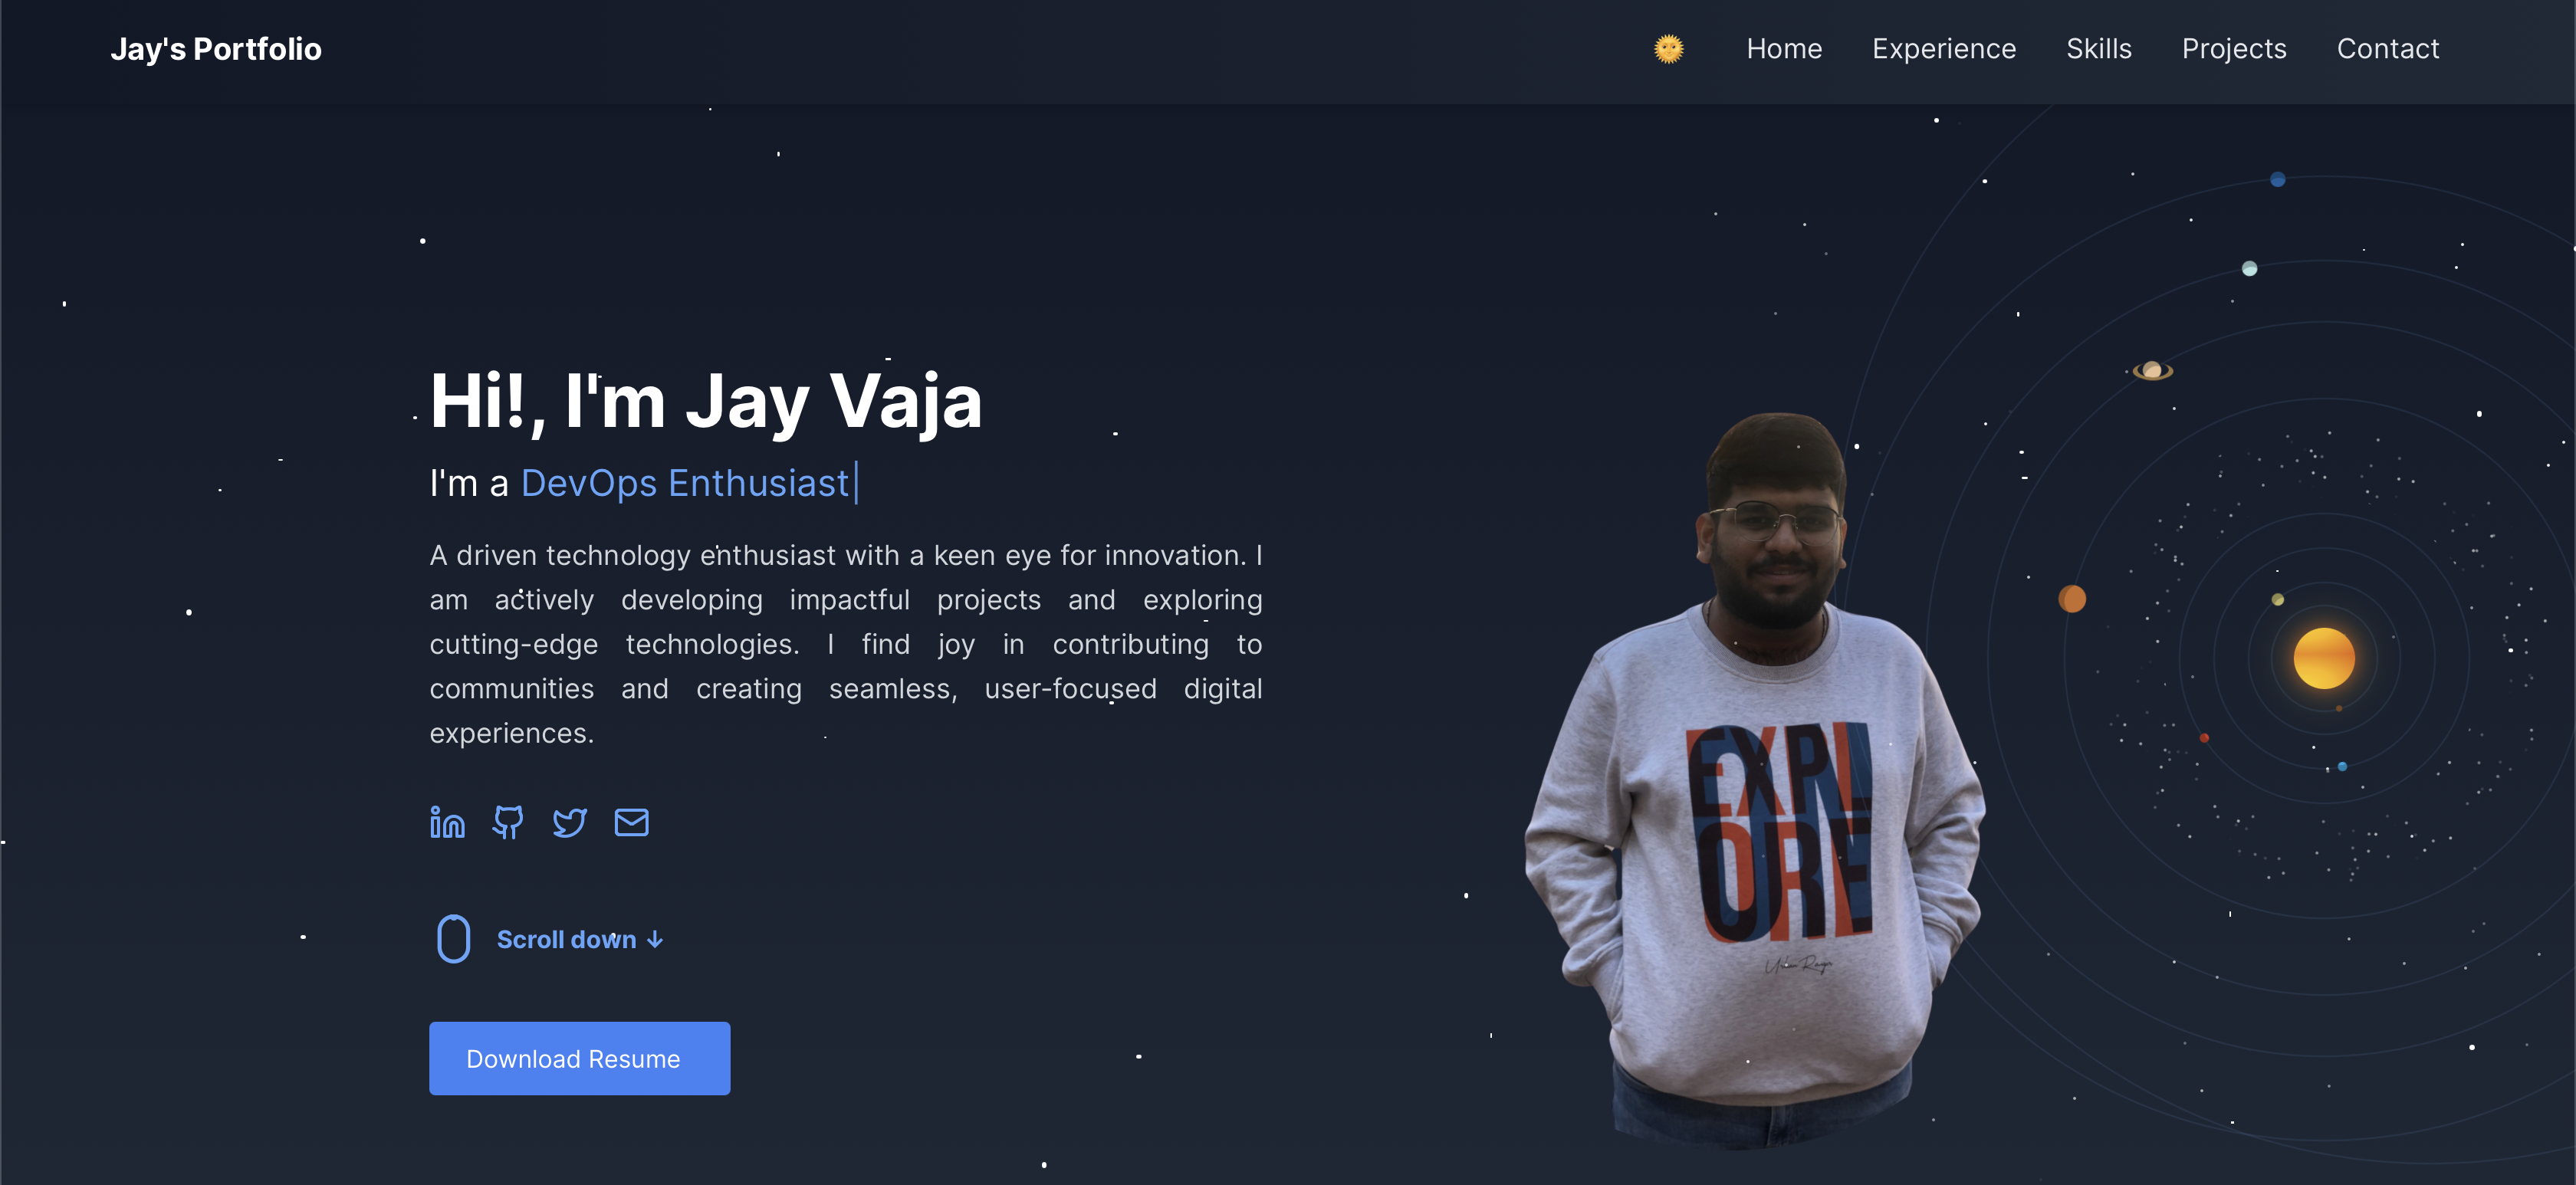 Jay's Portfolio
Home Experience Skills Projects Contact
Hi!, I'm Jay Vaja
I'm a DevOps Enthusiast
A driven technology enthusiast with a keen eye for innovation. I
am actively developing impactful projects and exploring
cutting-edge technologies. I find joy in contributing to
communities and creating seamless, user-focused digital
experiences.
Scroll down ↓
Download Resume
EXPL
ORE